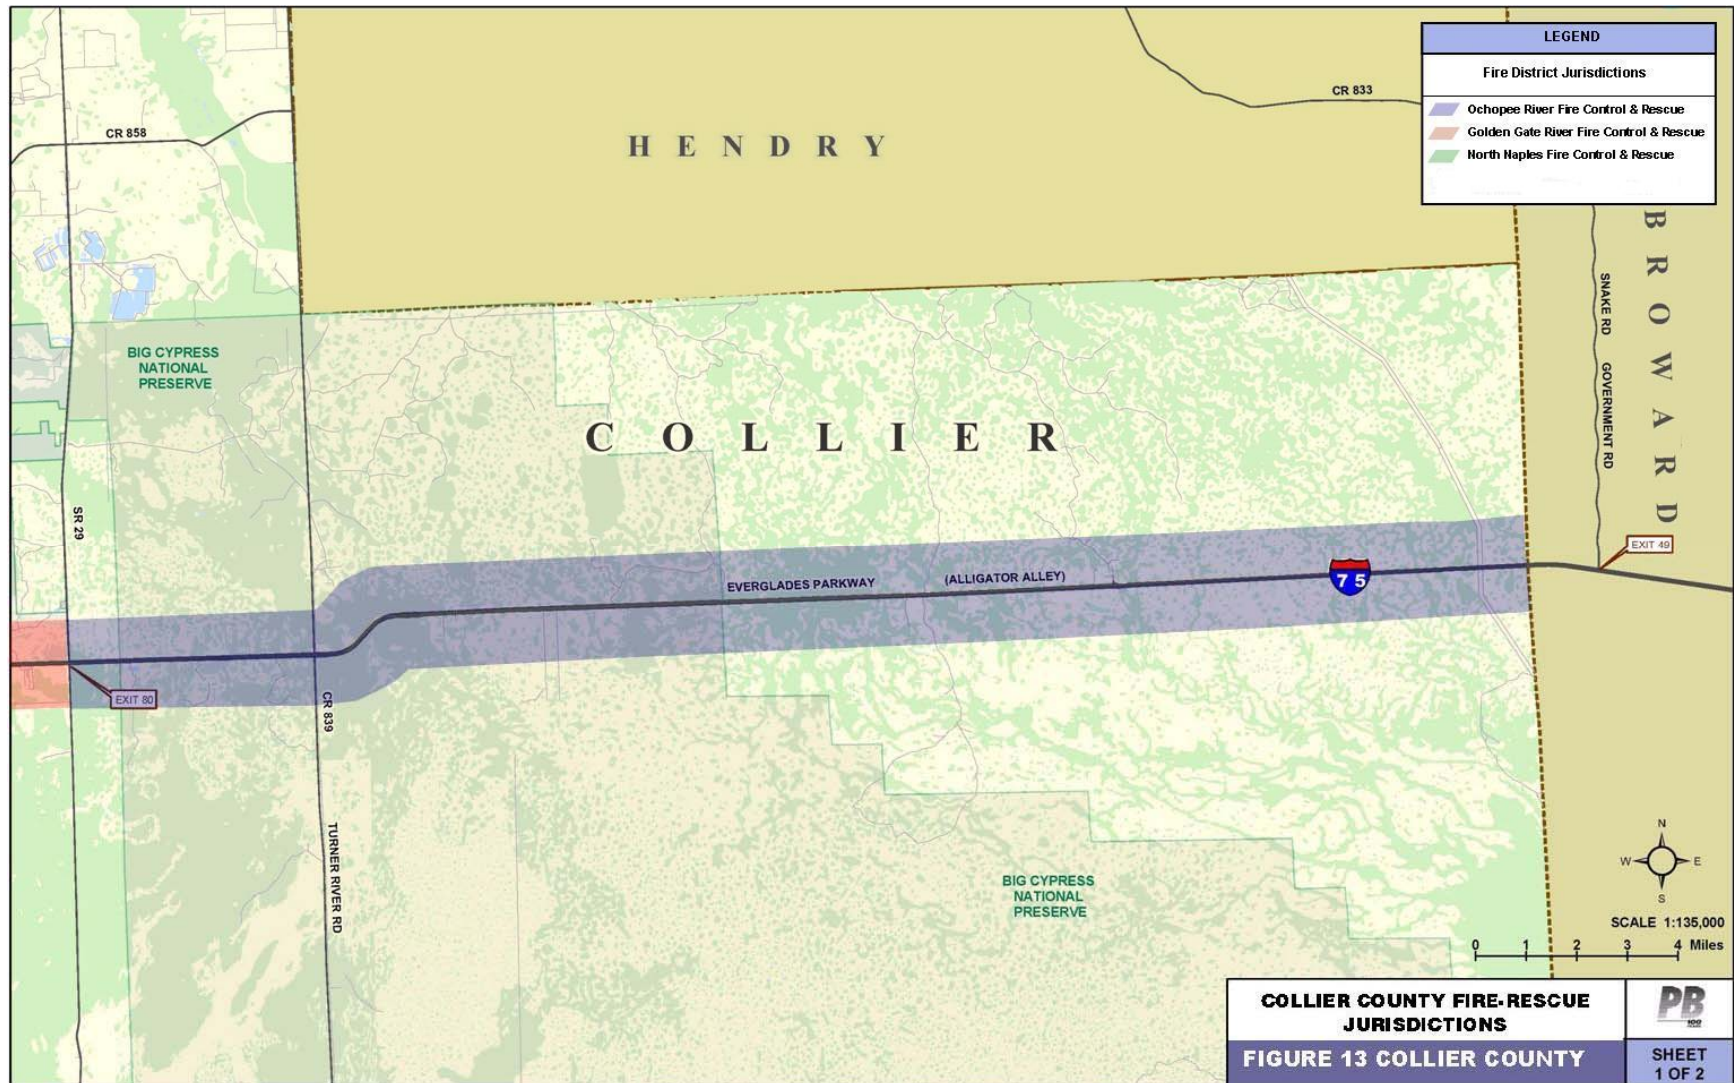 LEGEND
Fire District Jurisdictions
Ochopee River Fire Control & Rescue
Golden Gate River Fire Control & Rescue
North Naples Fire Control & Rescue
CR 833
CR 858
HENDRY
BROWARD
SNAKE RD
GOVERNMENT RD
BIG CYPRESS
NATIONAL
PRESERVE
COLLIER
SR 29
EXIT 49
EVERGLADES PARKWAY
(ALLIGATOR ALLEY)
75
EXIT 80
CR 839
TURNER RIVER RD
BIG CYPRESS
NATIONAL
PRESERVE
N
W E
S
SCALE 1:135,000
0 1 2 3 4 Miles
COLLIER COUNTY FIRE-RESCUE
JURISDICTIONS
PB
100
FIGURE 13 COLLIER COUNTY
SHEET
1 OF 2